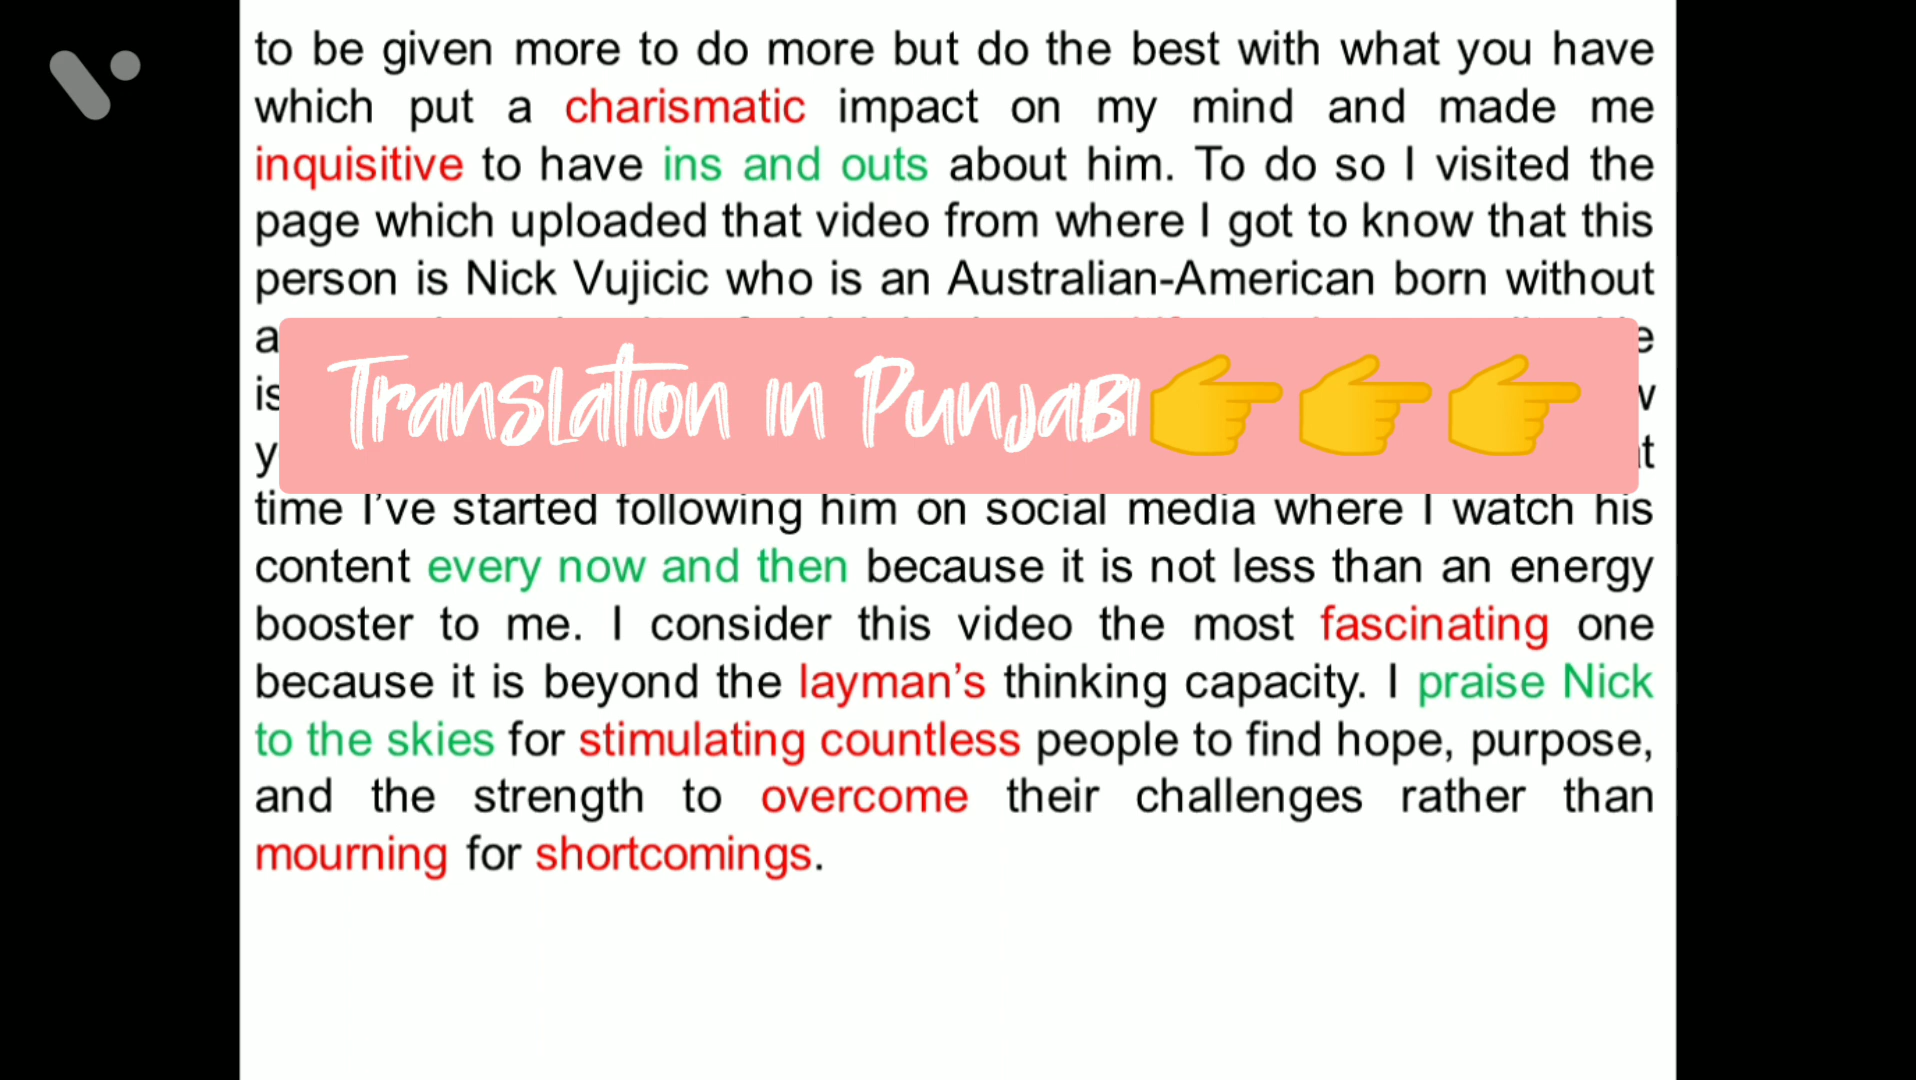 to be given more to do more but do the best with what you have
which put a charismatic impact on my mind and made me
inquisitive to have ins and outs about him. To do so I visited the
page which uploaded that video from where I got to know that this
person is Nick Vujicic who is an Australian-American born without
Translation in Punjabi👉👉👉
time I’ve started following him on social media where I watch his
content every now and then because it is not less than an energy
booster to me. I consider this video the most fascinating one
because it is beyond the layman’s thinking capacity. I praise Nick
to the skies for stimulating countless people to find hope, purpose,
and the strength to overcome their challenges rather than
mourning for shortcomings.